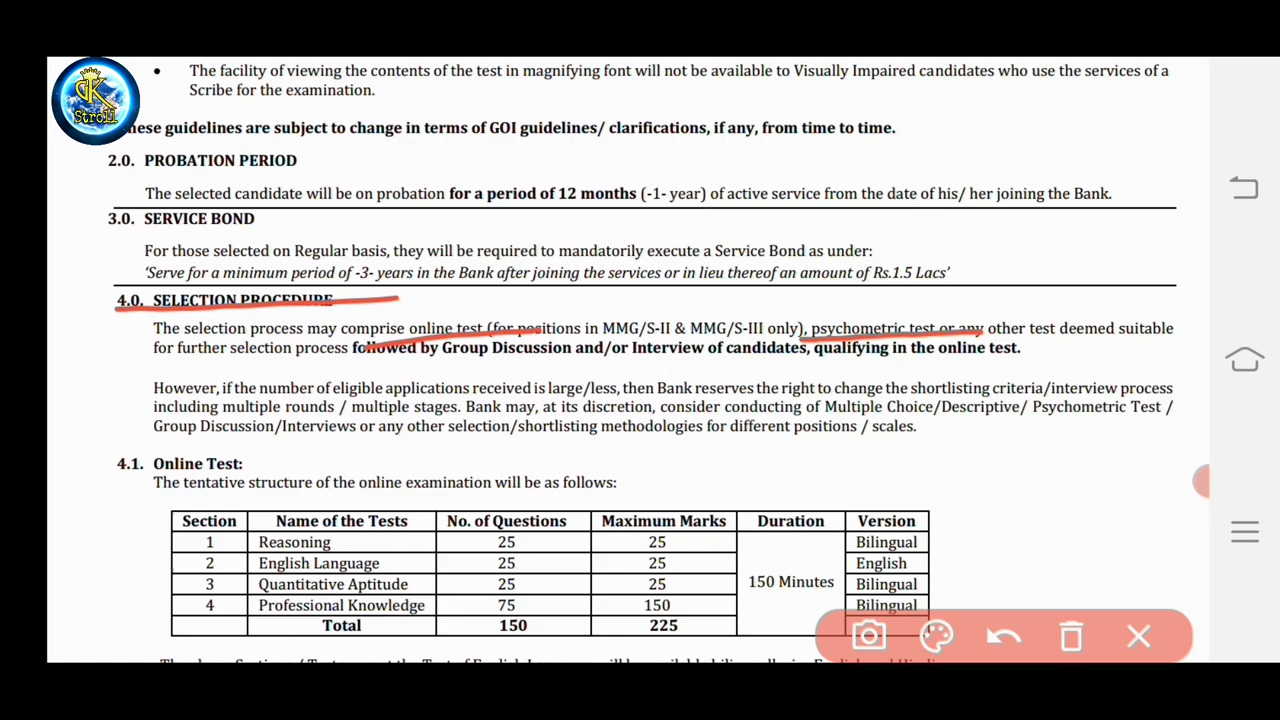 • The facility of viewing the contents of the test in magnifying font will not be available to Visually Impaired candidates who use the services of a
Scribe for the examination.
GK
Stroll
hese guidelines are subject to change in terms of GOI guidelines/ clarifications, if any, from time to time.
2.0. PROBATION PERIOD
The selected candidate will be on probation for a period of 12 months (-1- year) of active service from the date of his/ her joining the Bank.
3.0. SERVICE BOND
For those selected on Regular basis, they will be required to mandatorily execute a Service Bond as under:
‘Serve for a minimum period of -3- years in the Bank after joining the services or in lieu thereof an amount of Rs.1.5 Lacs’
4.0. SELECTION PROCEDURE
The selection process may comprise online test (for positions in MMG/S-II & MMG/S-III only), psychometric test or any other test deemed suitable
for further selection process followed by Group Discussion and/or Interview of candidates, qualifying in the online test.
However, if the number of eligible applications received is large/less, then Bank reserves the right to change the shortlisting criteria/interview process
including multiple rounds / multiple stages. Bank may, at its discretion, consider conducting of Multiple Choice/Descriptive/ Psychometric Test /
Group Discussion/Interviews or any other selection/shortlisting methodologies for different positions / scales.
4.1. Online Test:
The tentative structure of the online examination will be as follows:
Section Name of the Tests No. of Questions Maximum Marks Duration Version
1 Reasoning 25 25 Bilingual
2 English Language 25 25 English
3 Quantitative Aptitude 25 25 150 Minutes Bilingual
4 Professional Knowledge 75 150 Bilingual
Total 150 225